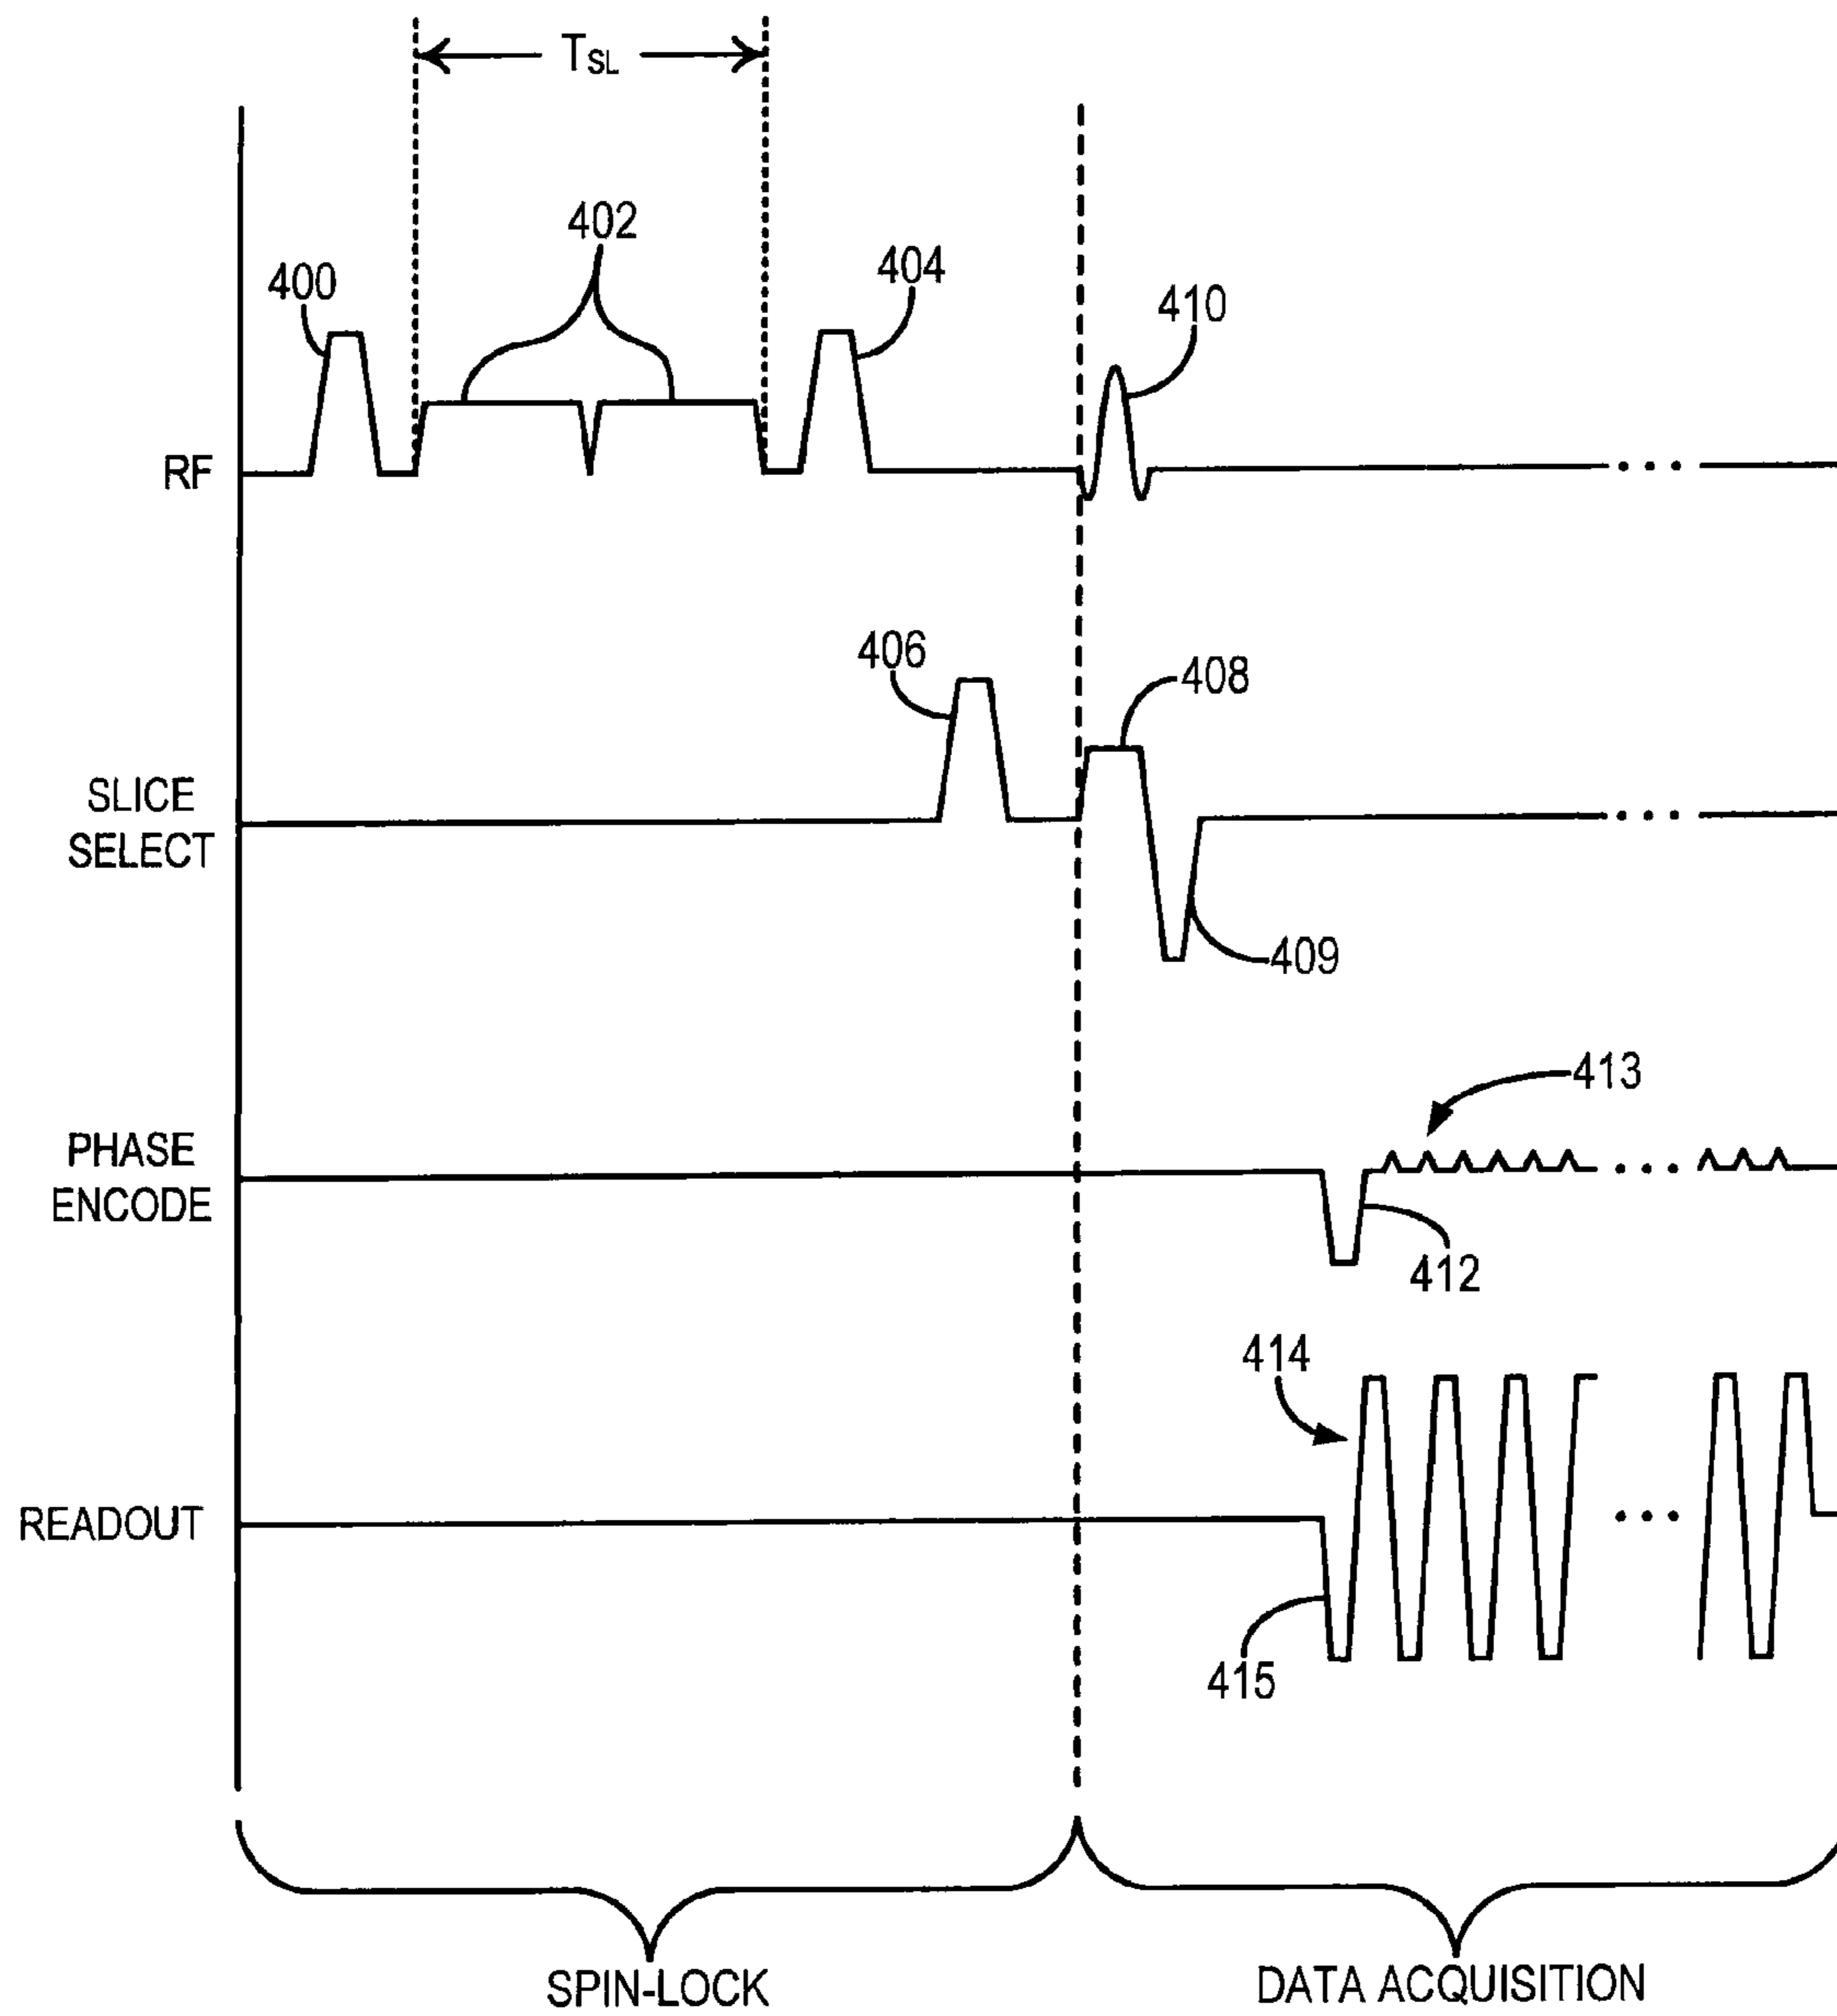 TSL
402
400
404
410
RF
406
408
SLICE
SELECT
409
413
PHASE
ENCODE
412
414
READOUT
415
SPIN-LOCK
DATA ACQUISITION